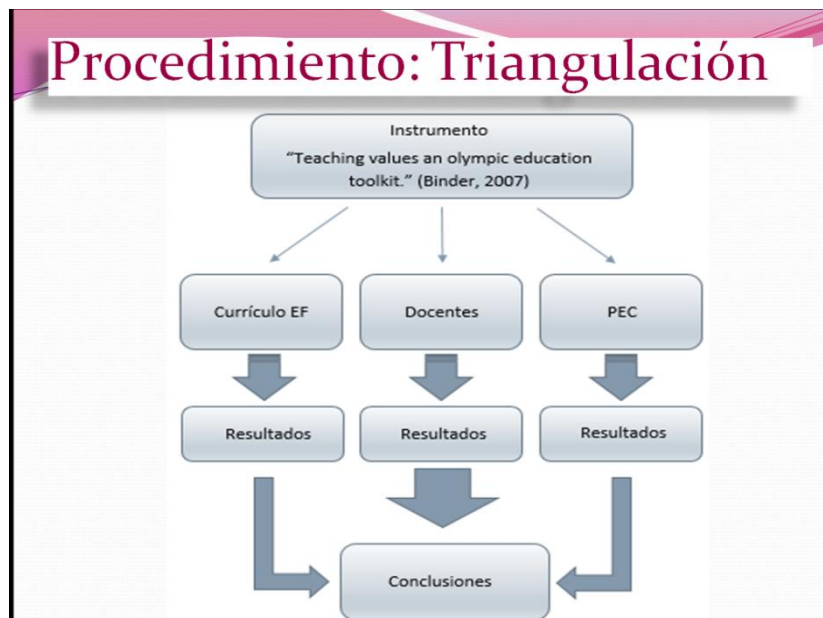 Procedimiento: Triangulación
Instrumento
“Teaching values an olympic education
toolkit.” (Binder, 2007)
Currículo EF
Docentes
PEC
Resultados
Resultados
Resultados
Conclusiones